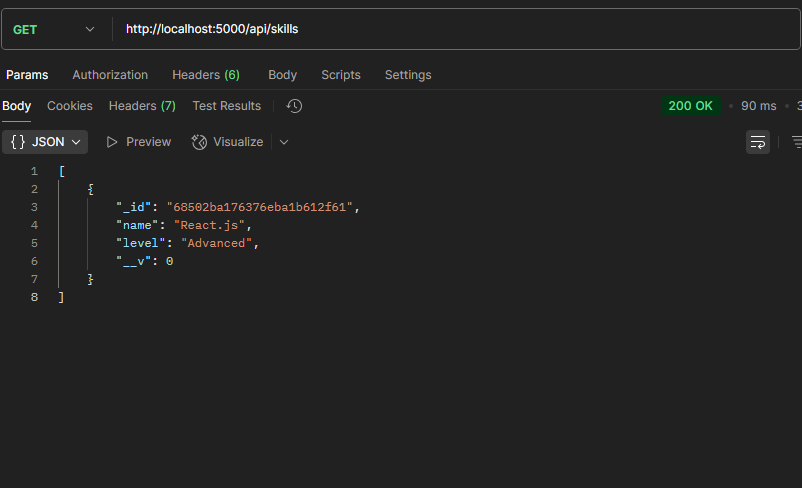 GET http://localhost:5000/api/skills
Params Authorization Headers (6) Body Scripts Settings
Body Cookies Headers (7) Test Results 200 OK • 90 ms • 3
{ } JSON Preview Visualize
1 [
2 {
3 "_id": "68502ba176376eba1b612f61",
4 "name": "React.js",
5 "level": "Advanced",
6 "__v": 0
7 }
8 ]